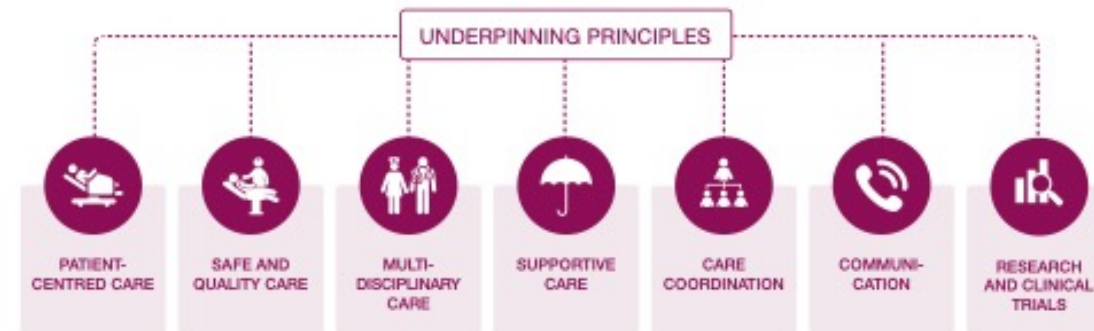 UNDERPINNING PRINCIPLES
PATIENT-
CENTRED CARE
SAFE AND
QUALITY CARE
MULTI-
DISCIPLINARY
CARE
SUPPORTIVE
CARE
CARE
COORDINATION
COMMUNI-
CATION
RESEARCH
AND CLINICAL
TRIALS